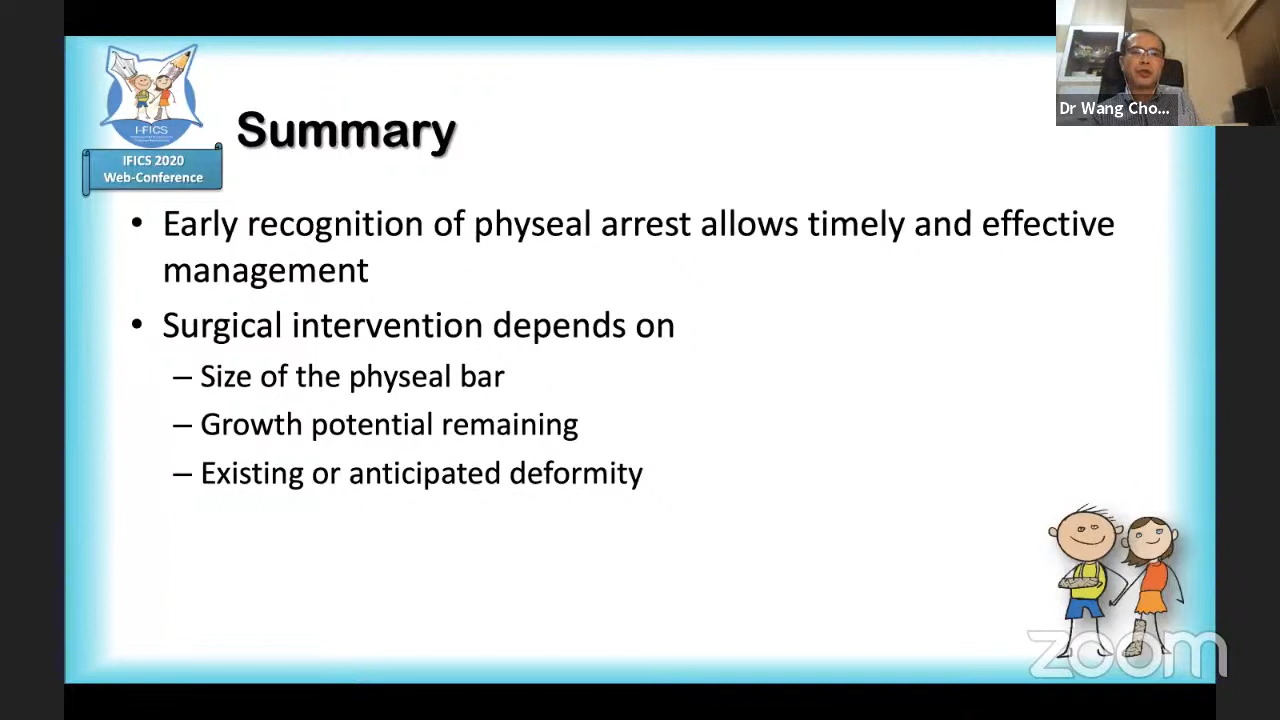 Dr Wang Cho...
I-FICS
IFICS 2020
Web-Conference
Summary
• Early recognition of physeal arrest allows timely and effective
management
• Surgical intervention depends on
– Size of the physeal bar
– Growth potential remaining
– Existing or anticipated deformity
zoom